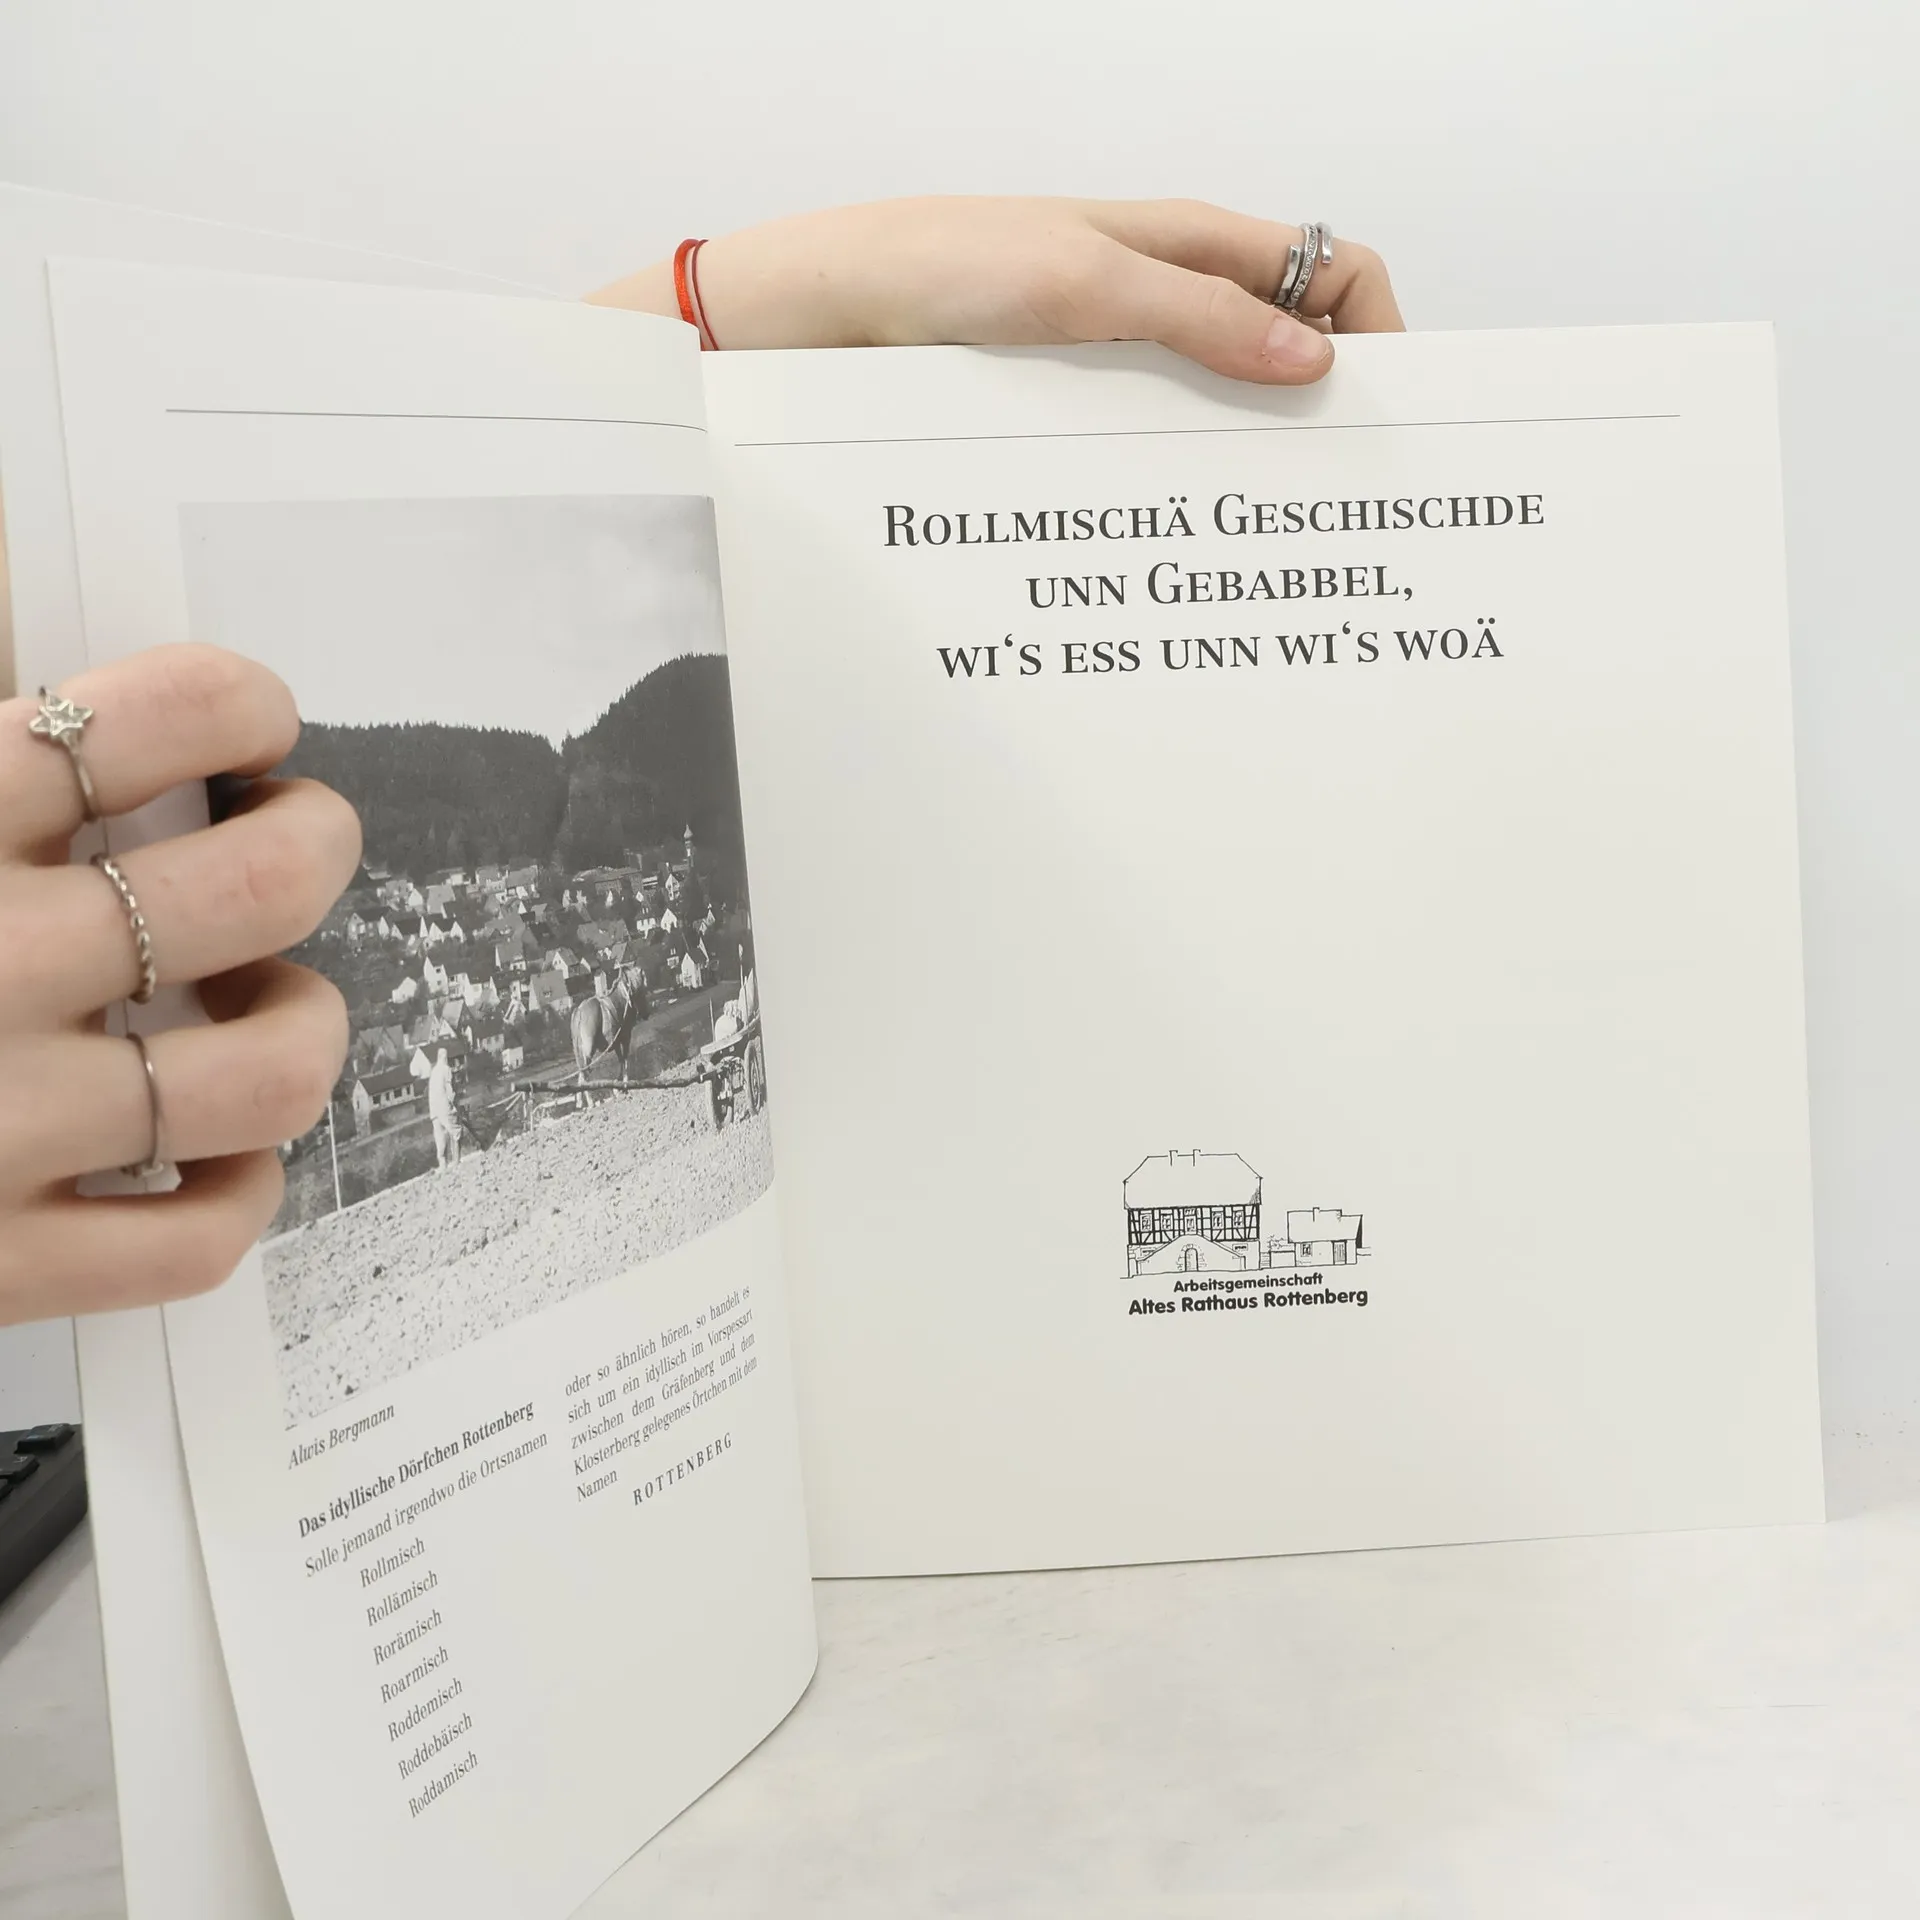 Alwis Bergmann
Das idyllische Dörfchen Rottenberg
Solle jemand irgendwo die Ortsnamen
Rollmisch
Rollämisch
Rorämisch
Roarmisch
Roddemisch
Roddebäisch
Roddamisch
oder so ähnlich hören, so handelt es
sich um ein idyllisch im Vorspessart
zwischen dem Gräfenberg und dem
Klosterberg gelegenes Örtchen mit dem
Namen
ROTTENBERG
ROLLMISCHÄ GESCHISCHDE
UNN GEBABBEL,
WI‘S ESS UNN WI‘S WOÄ
Arbeitsgemeinschaft
Altes Rathaus Rottenberg